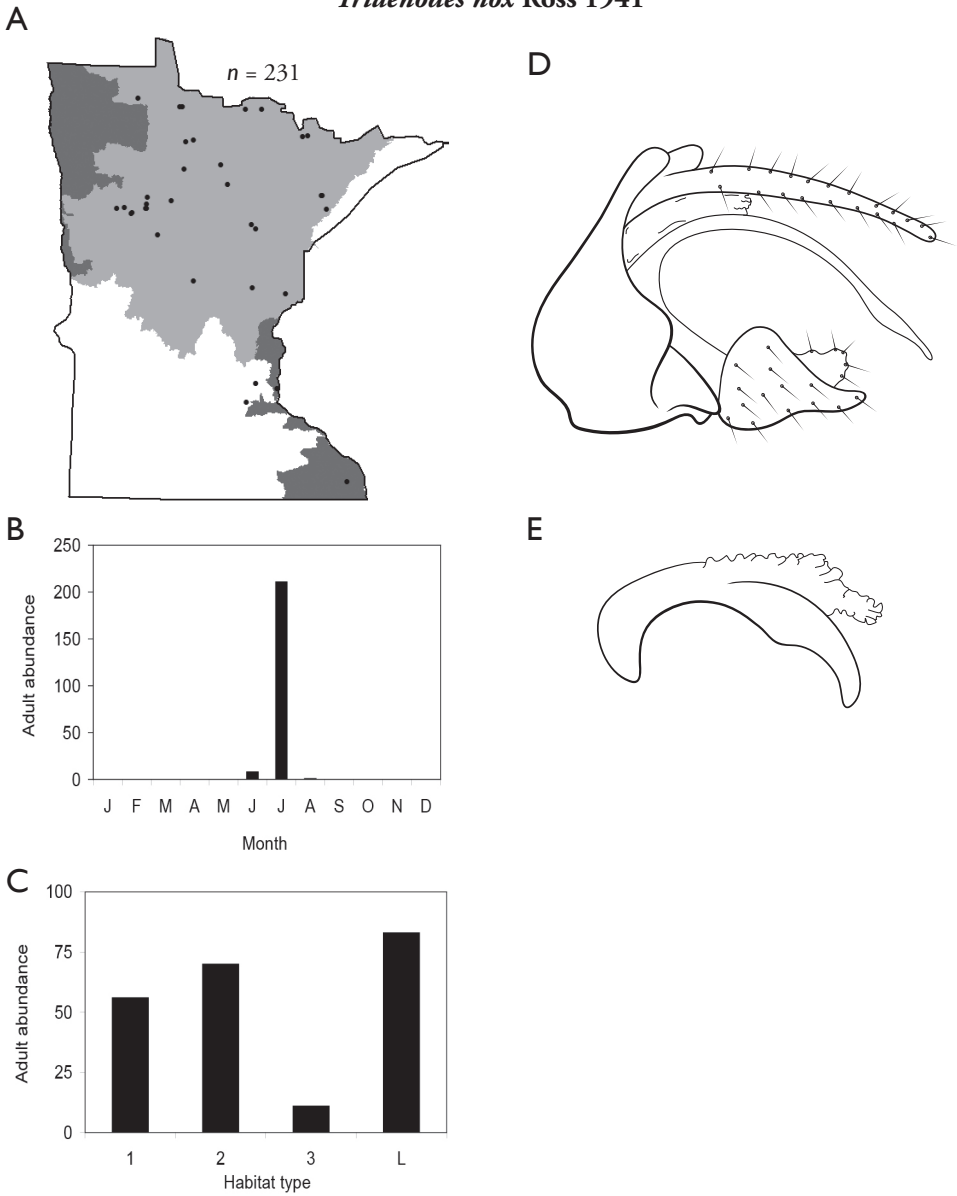 Triaenodes nox Ross 1941
A
n = 231
D
B
250
200
150
100
50
0
Adult abundance
J F M A M J J A S O N D
Month
E
C
100
75
50
25
0
Adult abundance
1 2 3 L
Habitat type